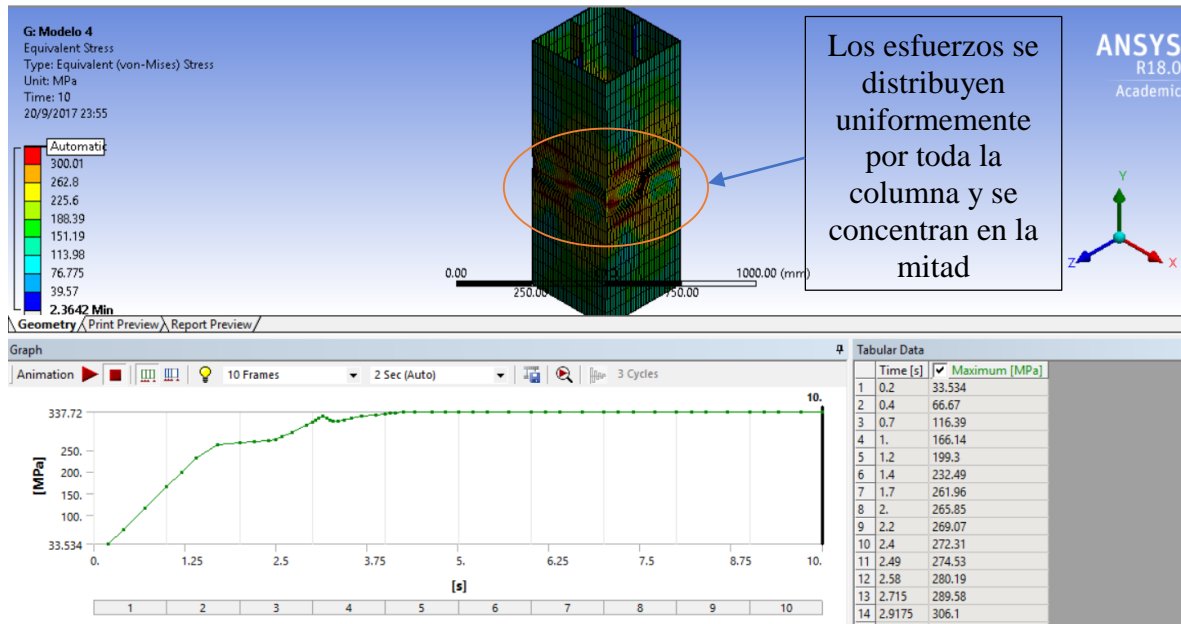 G: Modelo 4
Equivalent Stress
Type: Equivalent (von-Mises) Stress
Unit: MPa
Time: 10
20/9/2017 23:55
Automatic
300.01
262.8
225.6
188.39
151.19
113.98
76.775
39.57
2.3642 Min
Los esfuerzos se
distribuyen
uniformemente
por toda la
columna y se
concentran en la
mitad
ANSYS
R18.0
Academic
Y
Z
X
0.00
1000.00 (mm)
250.00
750.00
Geometry Print Preview Report Preview
Graph
Animation 10 Frames 2 Sec (Auto) 3 Cycles
10.
337.72
250.
200.
150.
100.
33.534
[MPa]
0. 1.25 2.5 3.75 5. 6.25 7.5 8.75 10.
[s]
1 2 3 4 5 6 7 8 9 10
Tabular Data
Time [s] Maximum [MPa]
1 0.2 33.534
2 0.4 66.67
3 0.7 116.39
4 1. 166.14
5 1.2 199.3
6 1.4 232.49
7 1.7 261.96
8 2. 265.85
9 2.2 269.07
10 2.4 272.31
11 2.49 274.53
12 2.58 280.19
13 2.715 289.58
14 2.9175 306.1